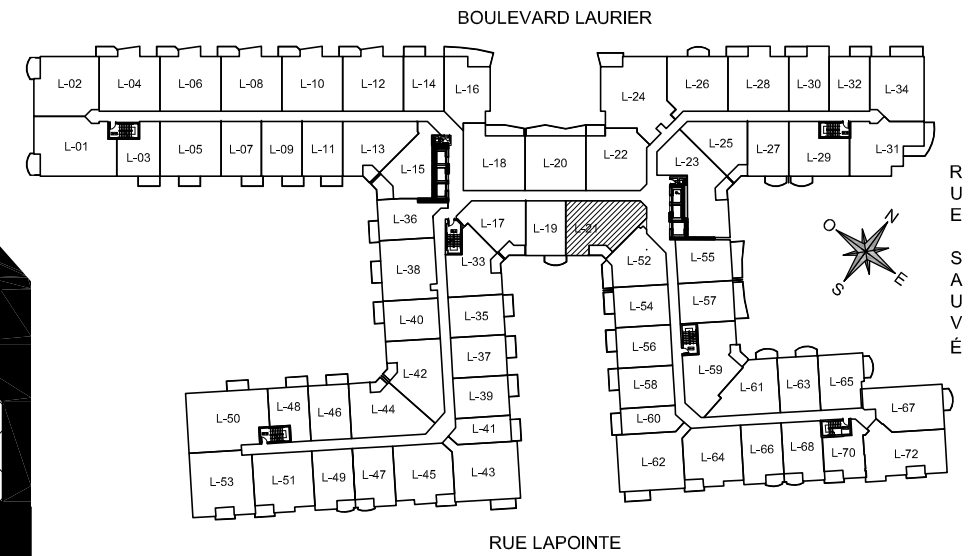 BOULEVARD LAURIER
L-02 L-04 L-06 L-08 L-10 L-12 L-14 L-16 L-24 L-26 L-28 L-30 L-32 L-34
L-01 L-03 L-05 L-07 L-09 L-11 L-13 L-15 L-18 L-20 L-22 L-23 L-25 L-27 L-29 L-31
L-36 L-17 L-19 L-21
L-38 L-33 L-52 L-55
L-40 L-35 L-54 L-57
L-42 L-37 L-56 L-59
L-50 L-48 L-46 L-44 L-39 L-58 L-61 L-63 L-65
L-41 L-60 L-67
L-53 L-51 L-49 L-47 L-45 L-43 L-62 L-64 L-66 L-68 L-70 L-72
RUE SAUVÉ
O N
S E
RUE LAPOINTE